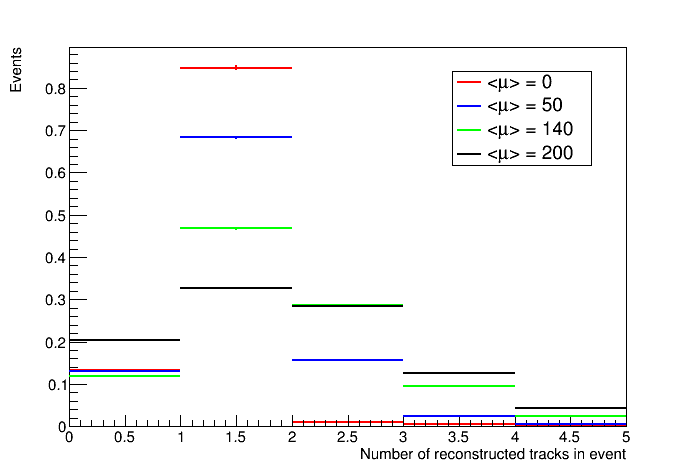 Events
0.8
0.7
0.6
0.5
0.4
0.3
0.2
0.1
0
<μ> = 0
<μ> = 50
<μ> = 140
<μ> = 200
0 0.5 1 1.5 2 2.5 3 3.5 4 4.5 5
Number of reconstructed tracks in event